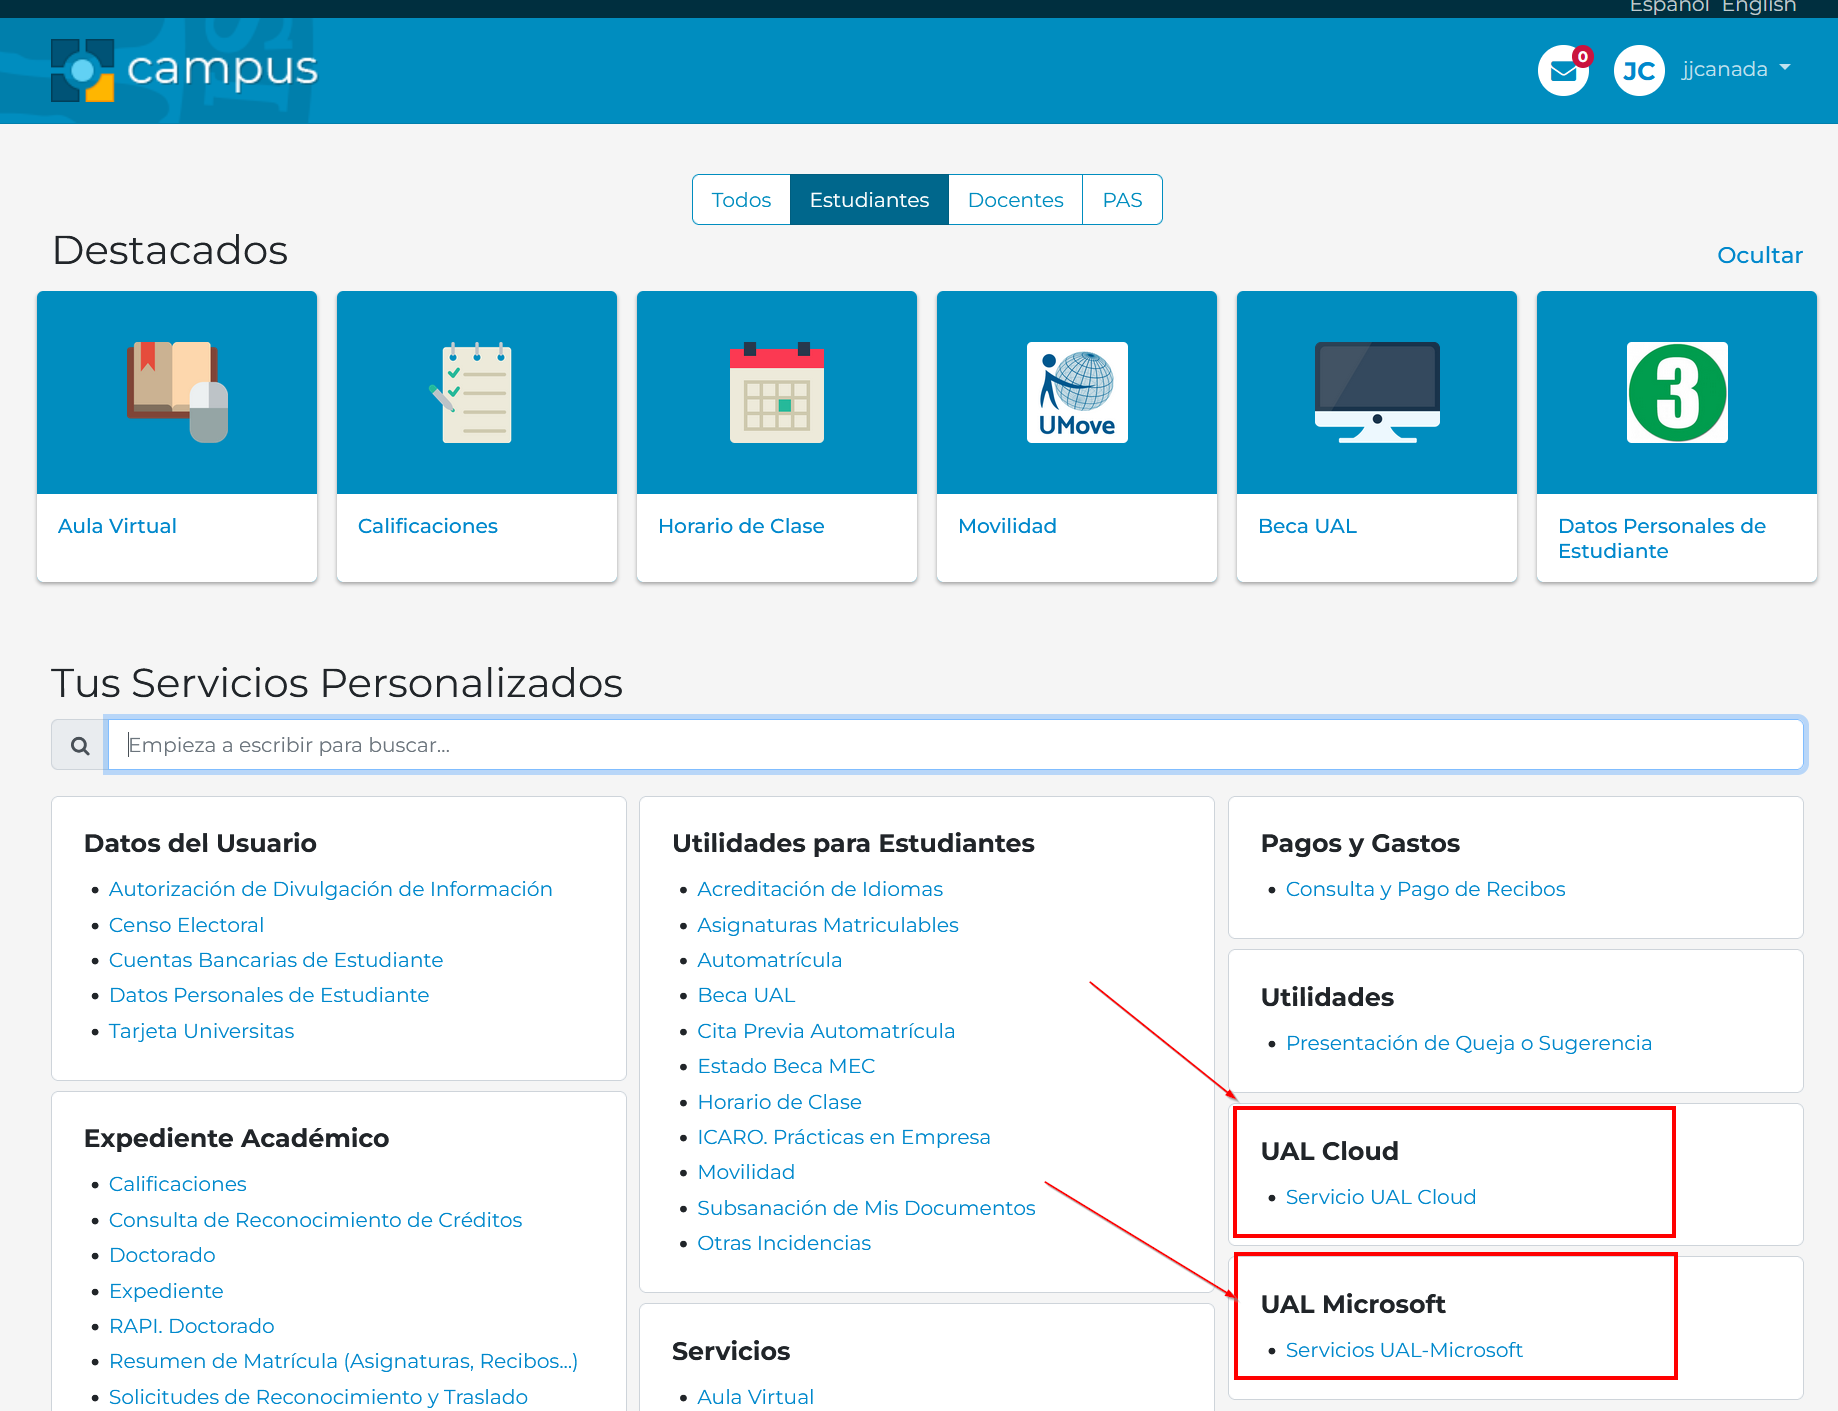 Español English
campus
0
JC
jjcanada
Todos
Estudiantes
Docentes
PAS
Destacados
Ocultar
UMove
3
Aula Virtual
Calificaciones
Horario de Clase
Movilidad
Beca UAL
Datos Personales de
Estudiante
Tus Servicios Personalizados
Empieza a escribir para buscar...
Datos del Usuario
Autorización de Divulgación de Información
Censo Electoral
Cuentas Bancarias de Estudiante
Datos Personales de Estudiante
Tarjeta Universitas
Expediente Académico
Calificaciones
Consulta de Reconocimiento de Créditos
Doctorado
Expediente
RAPI. Doctorado
Resumen de Matrícula (Asignaturas, Recibos...)
Solicitudes de Reconocimiento y Traslado
Utilidades para Estudiantes
Acreditación de Idiomas
Asignaturas Matriculables
Automatrícula
Beca UAL
Cita Previa Automatrícula
Estado Beca MEC
Horario de Clase
ICARO. Prácticas en Empresa
Movilidad
Subsanación de Mis Documentos
Otras Incidencias
Servicios
Aula Virtual
Pagos y Gastos
Consulta y Pago de Recibos
Utilidades
Presentación de Queja o Sugerencia
UAL Cloud
Servicio UAL Cloud
UAL Microsoft
Servicios UAL-Microsoft